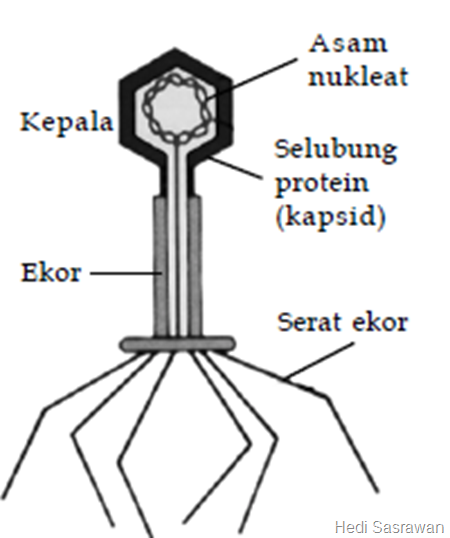 Asam
nukleat
Kepala
Selubung
protein
(kapsid)
Ekor
Serat ekor
Hedi Sasrawan